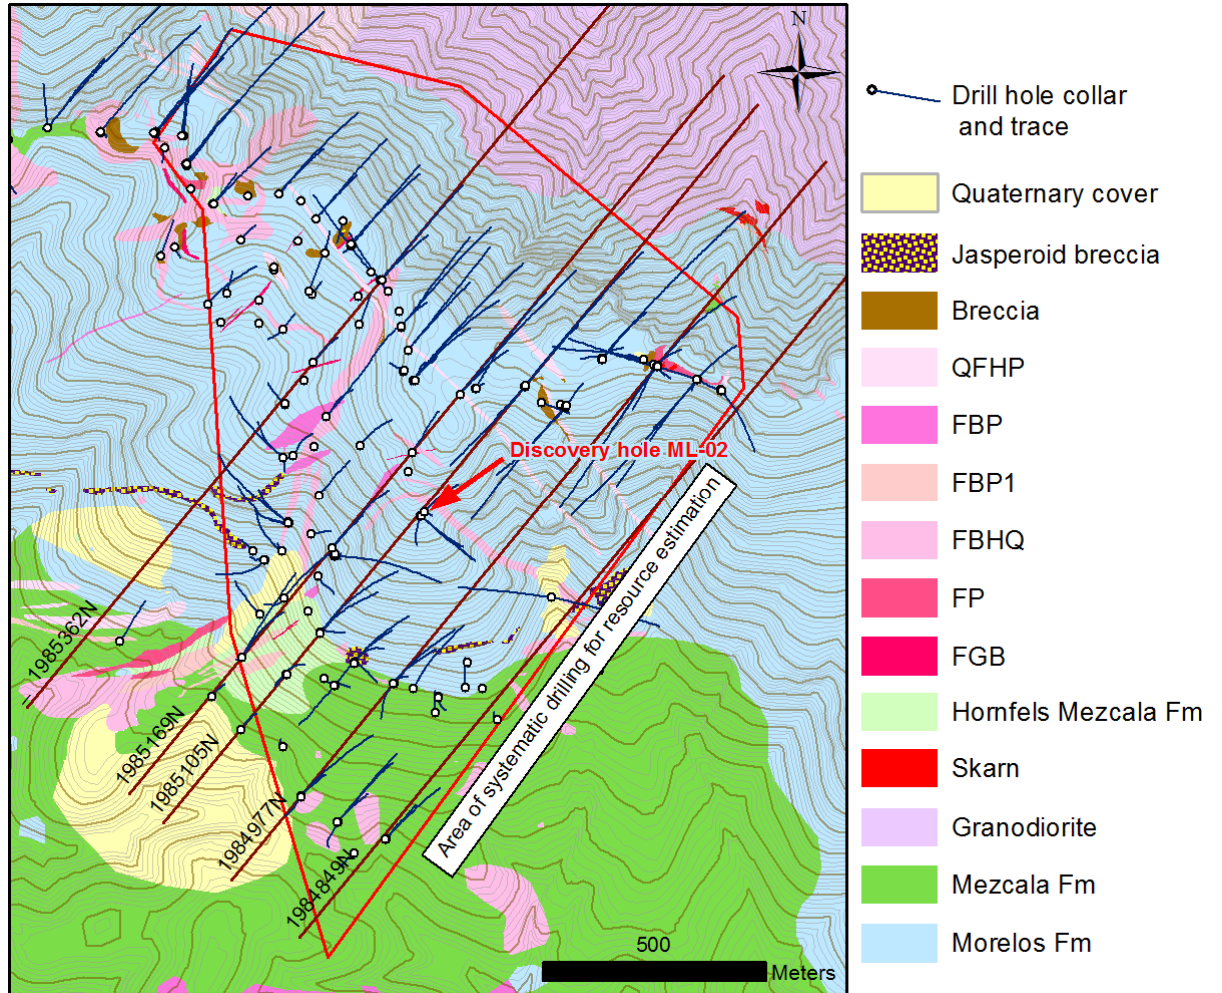 N
Discovery hole ML-02
Area of systematic drilling for resource estimation
1985362N
1985169N
1985105N
1984977N
1984849N
500
Meters
Drill hole collar
and trace
Quaternary cover
Jasperoid breccia
Breccia
QFHP
FBP
FBP1
FBHQ
FP
FGB
Hornfels Mezcala Fm
Skarn
Granodiorite
Mezcala Fm
Morelos Fm